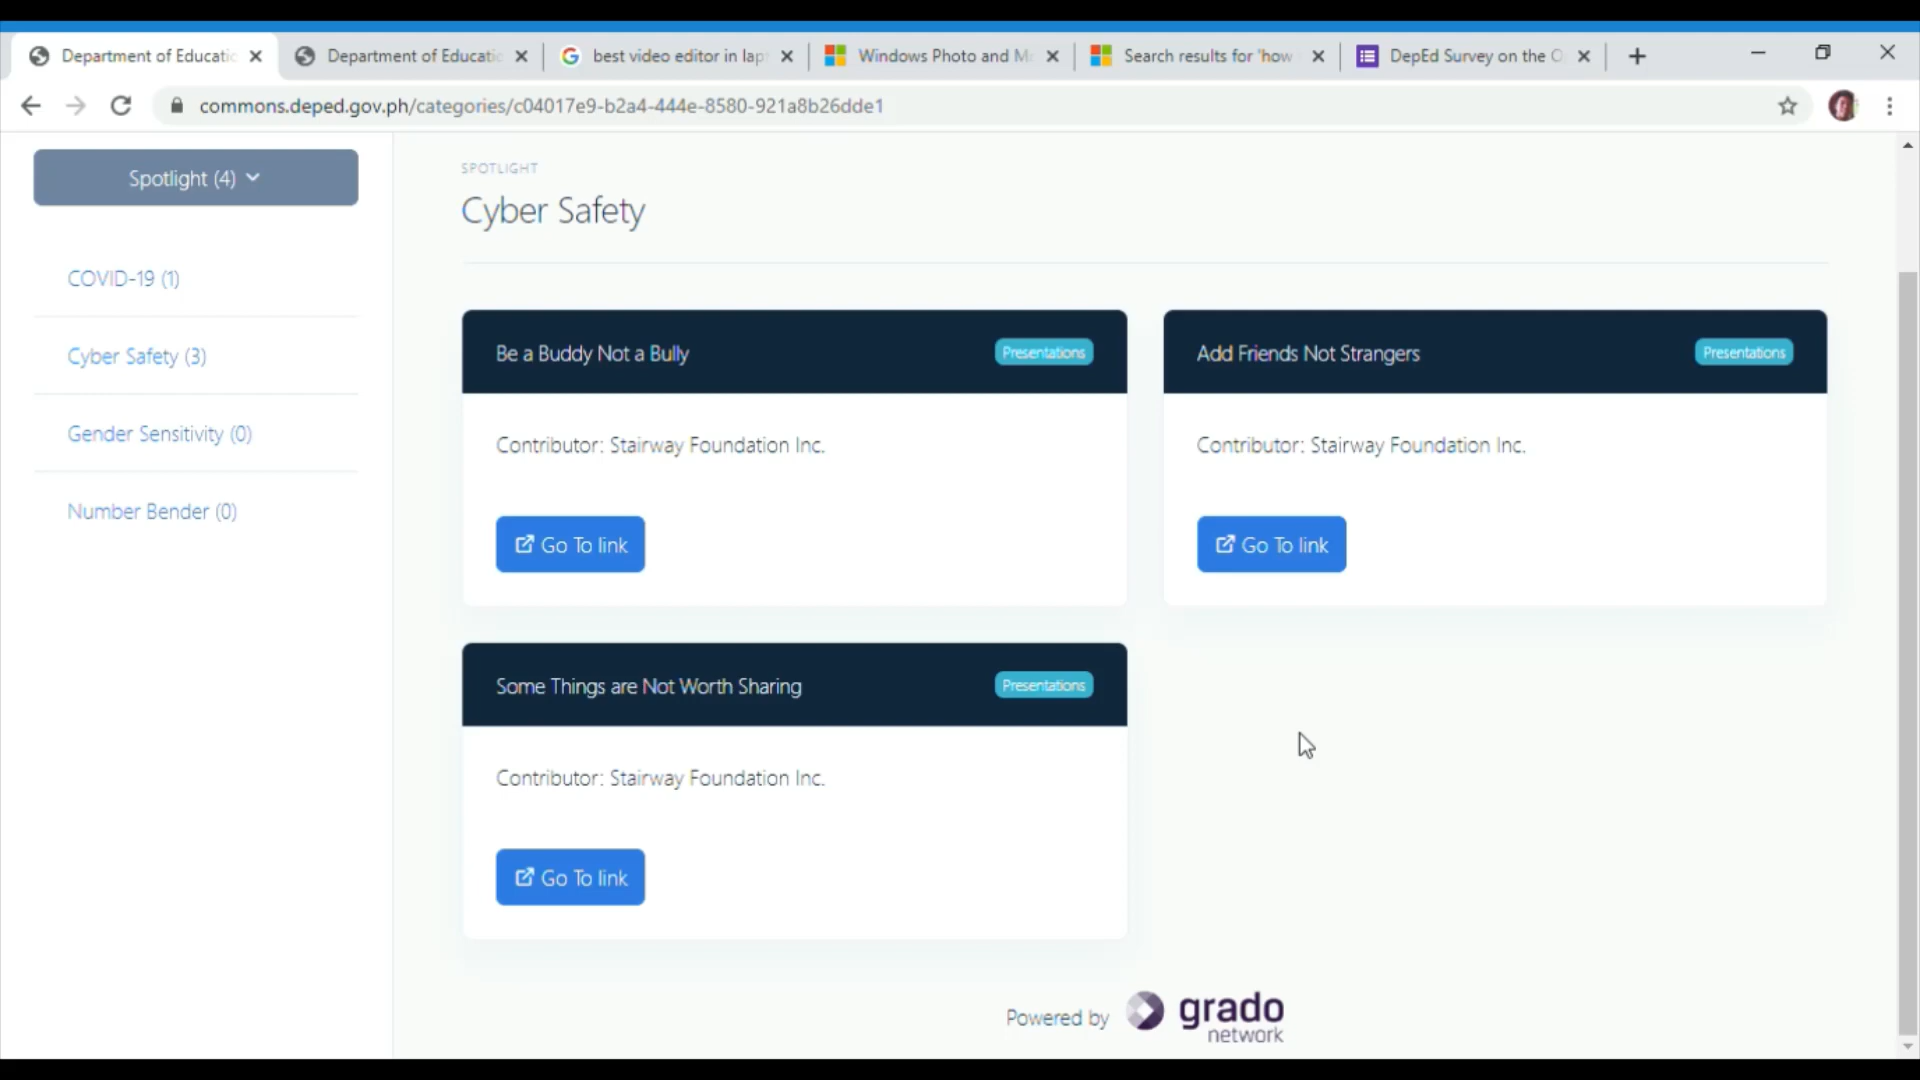 Department of Educatic
Department of Educatic
best video editor in lap
Windows Photo and M
Search results for 'how
DepEd Survey on the O
commons.deped.gov.ph/categories/c04017e9-b2a4-444e-8580-921a8b26dde1
Spotlight (4)
COVID-19 (1)
Cyber Safety (3)
Gender Sensitivity (0)
Number Bender (0)
SPOTLIGHT
Cyber Safety
Be a Buddy Not a Bully
Presentations
Contributor: Stairway Foundation Inc.
Go To link
Add Friends Not Strangers
Presentations
Contributor: Stairway Foundation Inc.
Go To link
Some Things are Not Worth Sharing
Presentations
Contributor: Stairway Foundation Inc.
Go To link
Powered by
grado
network